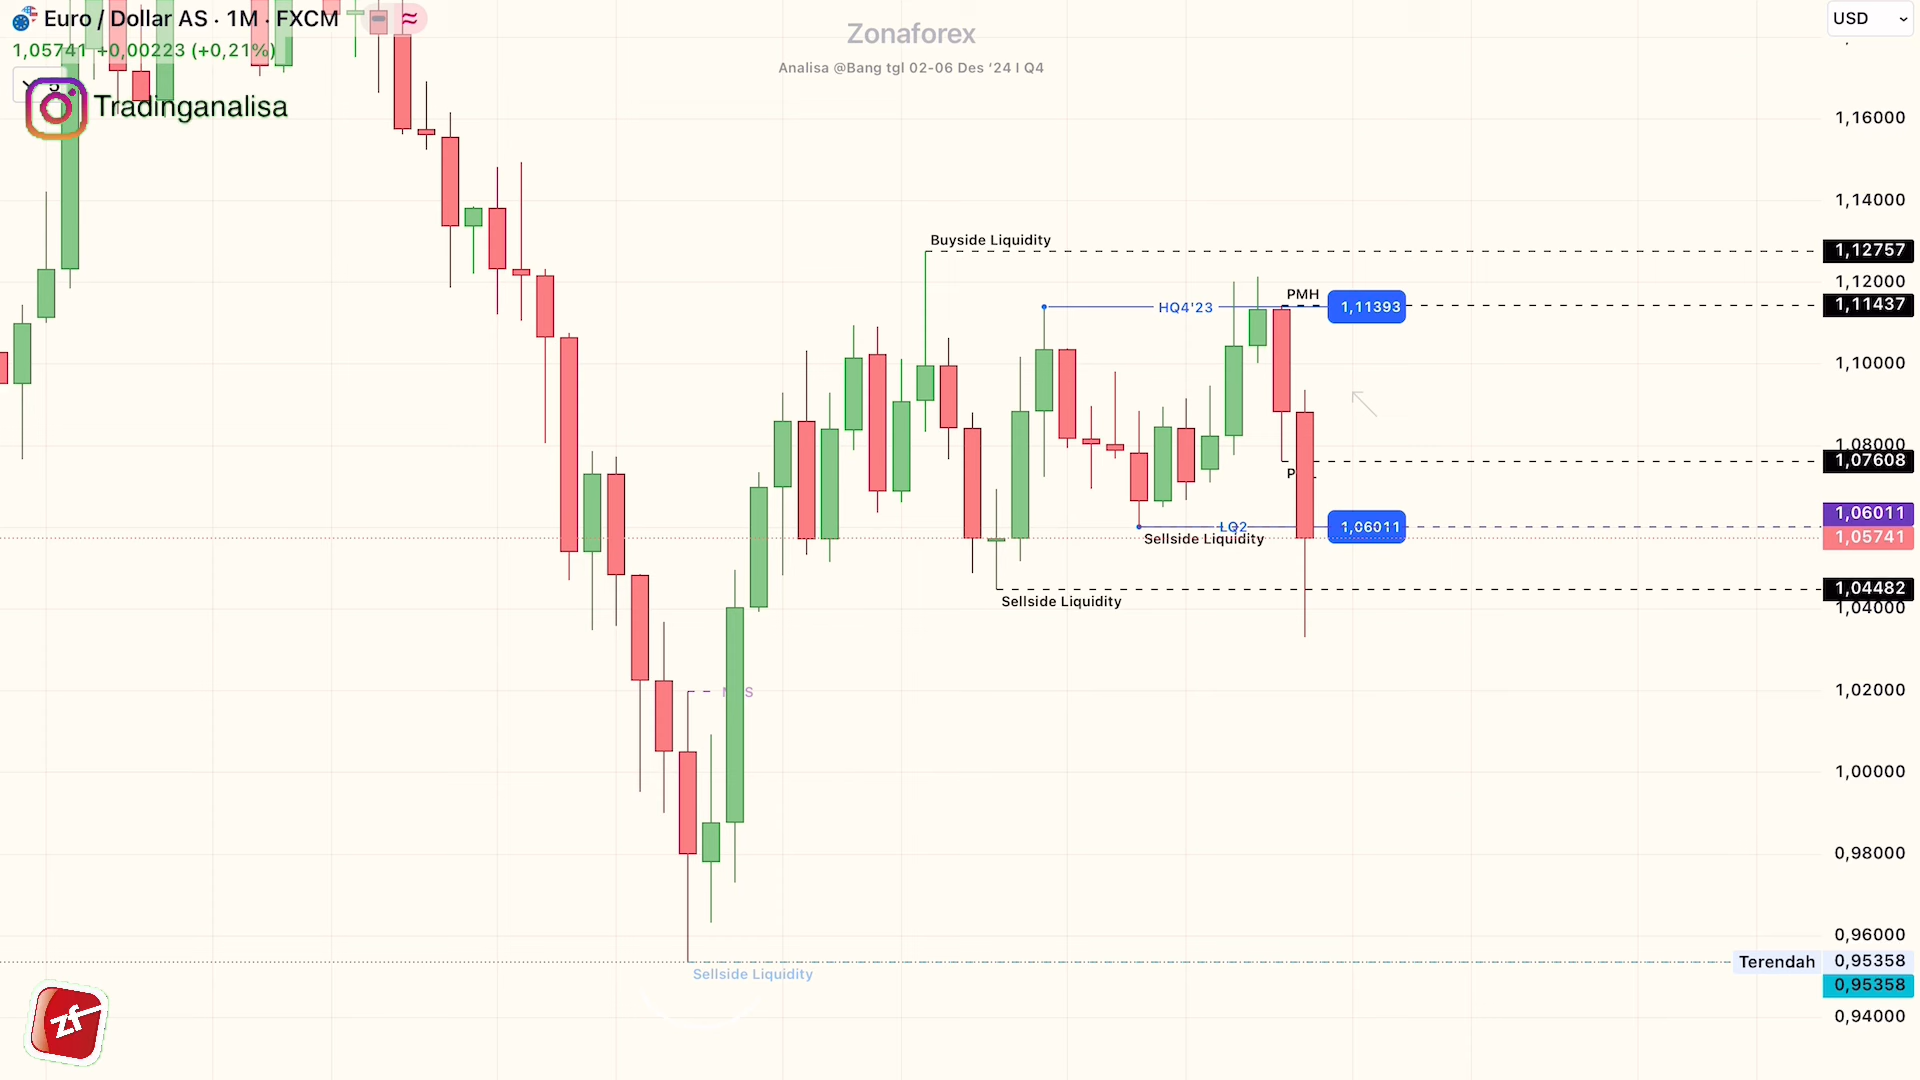 Euro / Dollar AS · 1M · FXCM
1,05741 +0,00223 (+0,21%)
5
Tradinganalisa
Zonaforex
Analisa @Bang tgl 02-06 Des '24 I Q4
USD
1,16000
1,14000
Buyside Liquidity
1,12757
1,12000
PMH
HQ4'23
1,11393
1,11437
1,10000
1,08000
1,07608
P
1,06011
LQ2
1,06011
1,05741
Sellside Liquidity
1,04482
Sellside Liquidity
1,04000
1,02000
1,00000
0,98000
0,96000
Terendah
0,95358
Sellside Liquidity
0,95358
0,94000
zf